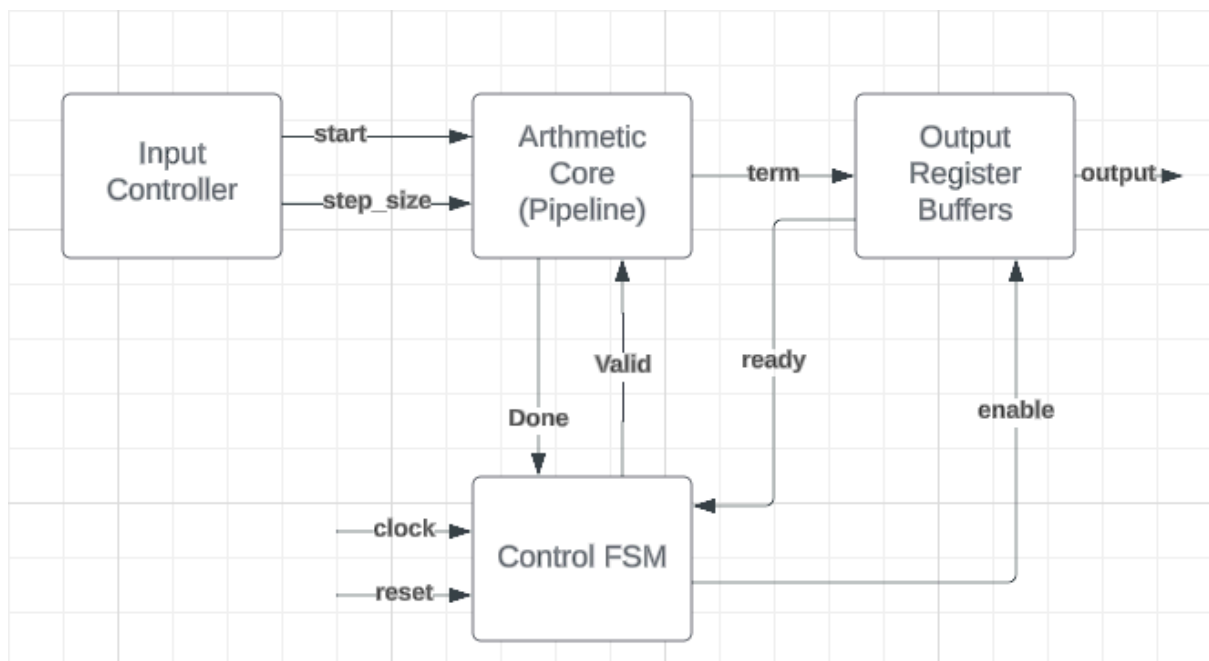 Input
Controller
start
step_size
Arthmetic
Core
(Pipeline)
term
Output
Register
Buffers
output
Valid
ready
Done
enable
clock
reset
Control FSM